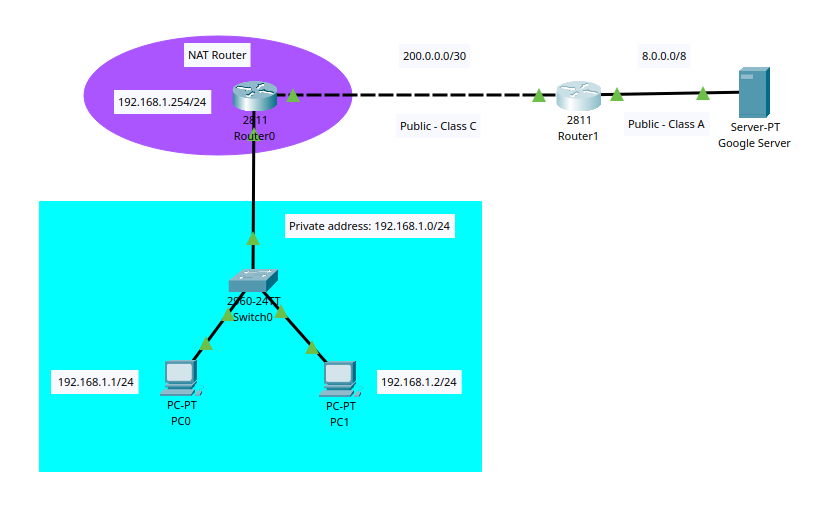 NAT Router
200.0.0.0/30
8.0.0.0/8
192.168.1.254/24
2811
Router0
Public - Class C
2811
Router1
Public - Class A
Server-PT
Google Server
Private address: 192.168.1.0/24
2960-24TT
Switch0
192.168.1.1/24
PC-PT
PC0
PC-PT
PC1
192.168.1.2/24